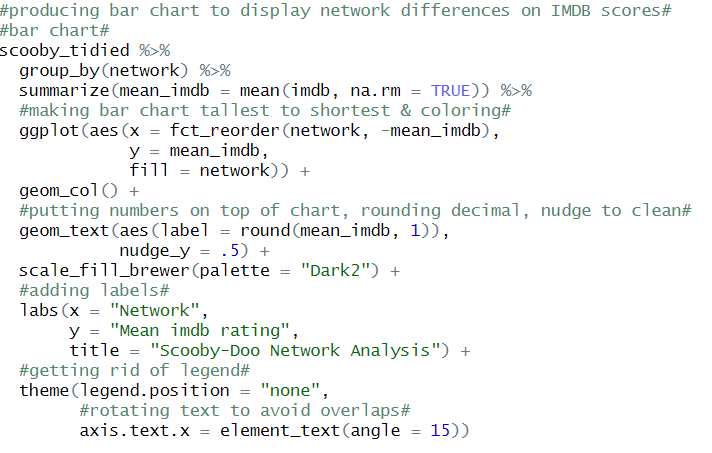 #producing bar chart to display network differences on IMDB scores#
#bar chart#
scooby_tidied %>%
  group_by(network) %>%
  summarize(mean_imdb = mean(imdb, na.rm = TRUE)) %>%
  #making bar chart tallest to shortest & coloring#
  ggplot(aes(x = fct_reorder(network, -mean_imdb),
             y = mean_imdb,
             fill = network)) +
  geom_col() +
  #putting numbers on top of chart, rounding decimal, nudge to clean#
  geom_text(aes(label = round(mean_imdb, 1)),
            nudge_y = .5) +
  scale_fill_brewer(palette = "Dark2") +
  #adding labels#
  labs(x = "Network",
       y = "Mean imdb rating",
       title = "Scooby-Doo Network Analysis") +
  #getting rid of legend#
  theme(legend.position = "none",
        #rotating text to avoid overlaps#
        axis.text.x = element_text(angle = 15))